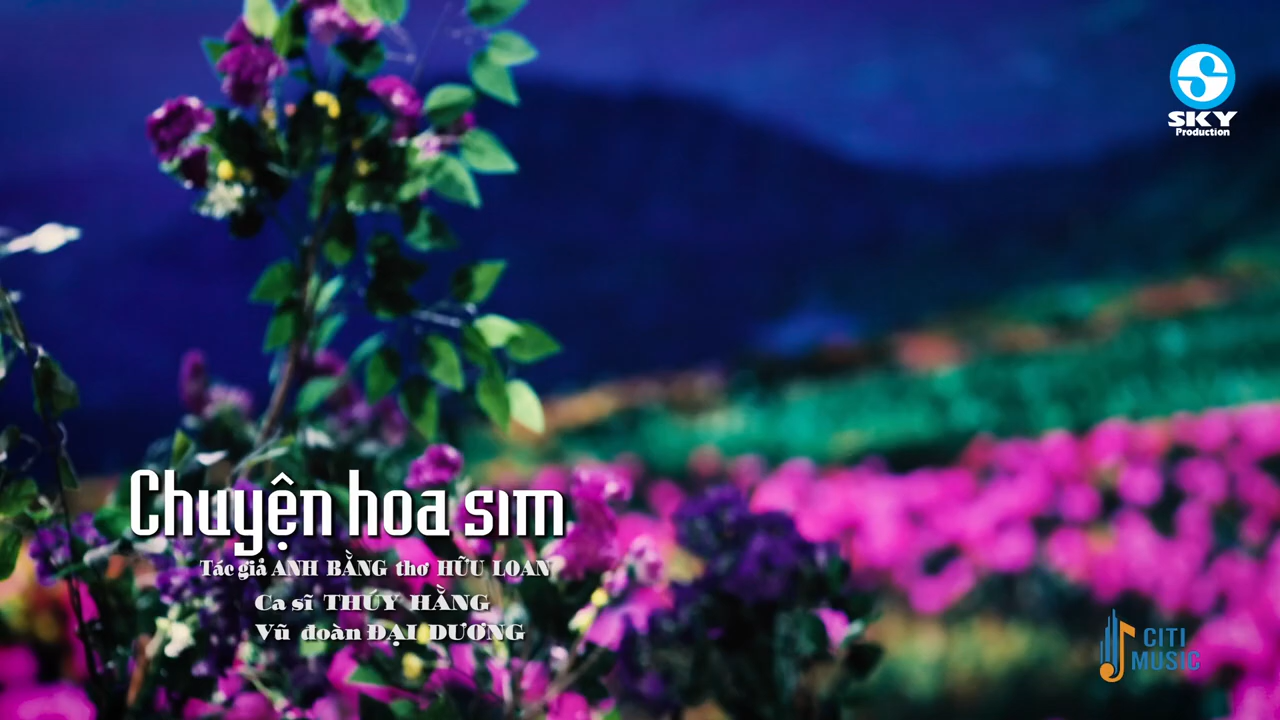 SKY
Production
Chuyện hoa sim
Tác giả ANH BẰNG thơ HỮU LOAN
Ca sĩ THÚY HẰNG
Vũ đoàn ĐẠI DƯƠNG
CITI
MUSIC